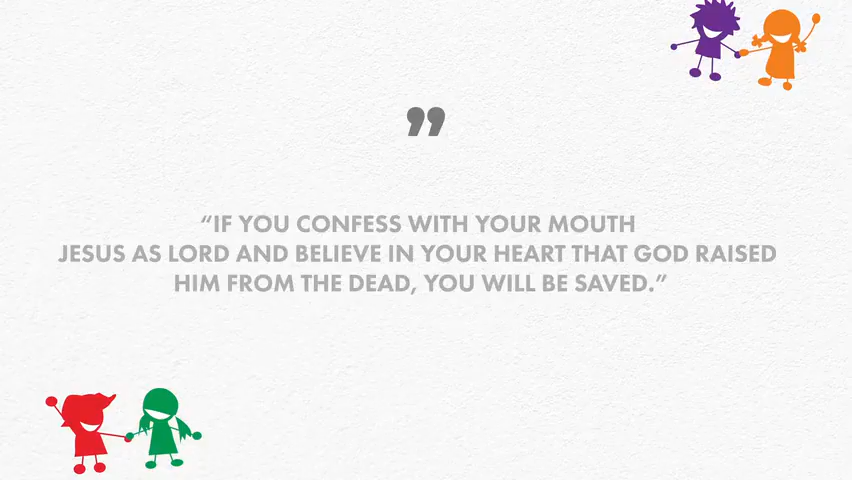 ”
“IF YOU CONFESS WITH YOUR MOUTH
JESUS AS LORD AND BELIEVE IN YOUR HEART THAT GOD RAISED
HIM FROM THE DEAD, YOU WILL BE SAVED.”